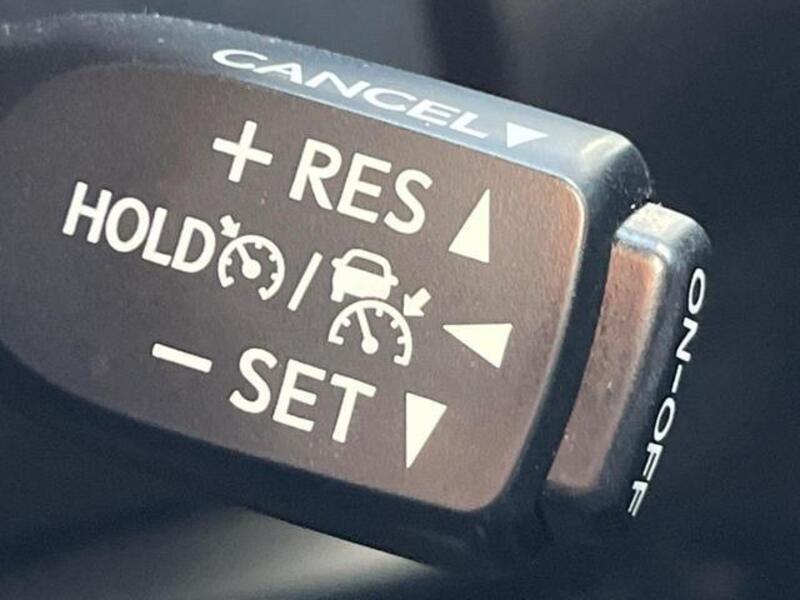 CANCEL
+ RES
HOLD /
− SET
ON-OFF